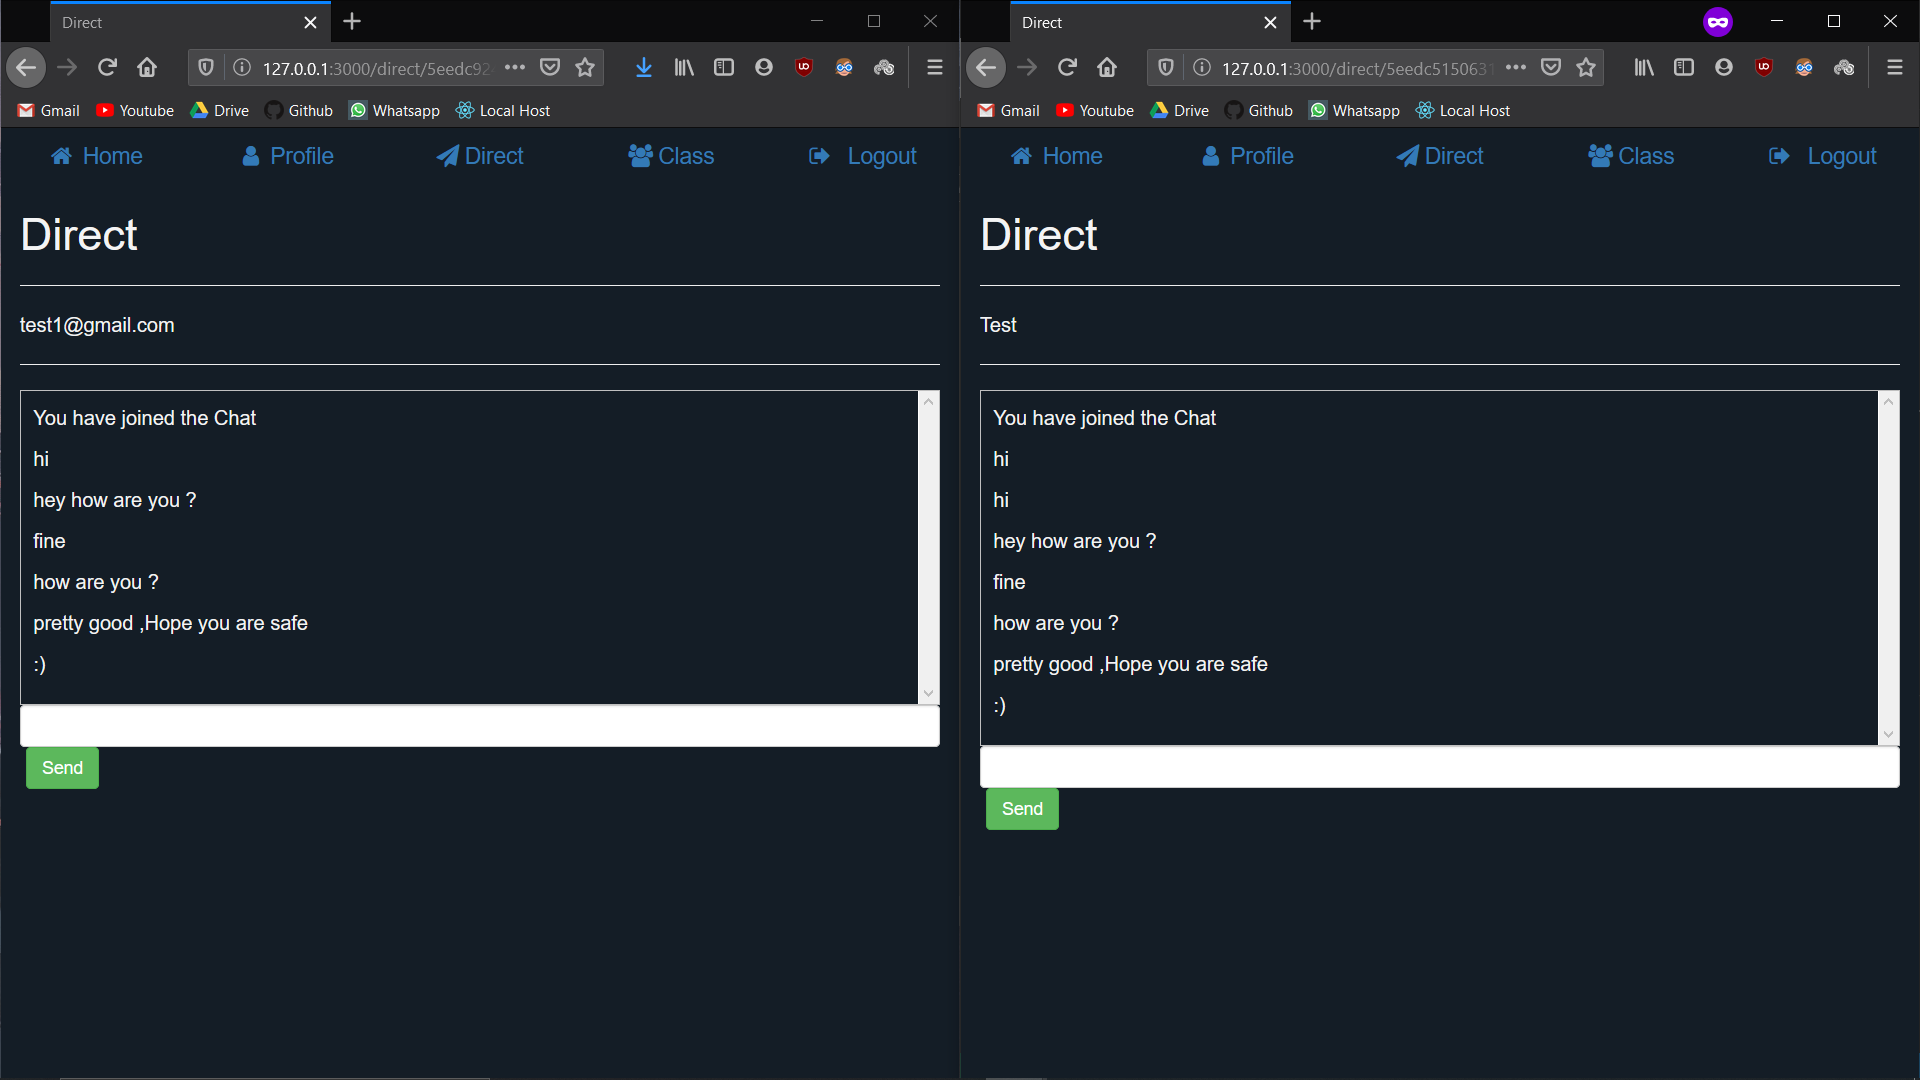 Direct
127.0.0.1:3000/direct/5eedc92
Gmail Youtube Drive Github Whatsapp Local Host
Home Profile Direct Class Logout
Direct
test1@gmail.com
You have joined the Chat
hi
hey how are you ?
fine
how are you ?
pretty good ,Hope you are safe
:)
Send
Direct
127.0.0.1:3000/direct/5eedc5150631
Gmail Youtube Drive Github Whatsapp Local Host
Home Profile Direct Class Logout
Direct
Test
You have joined the Chat
hi
hi
hey how are you ?
fine
how are you ?
pretty good ,Hope you are safe
:)
Send